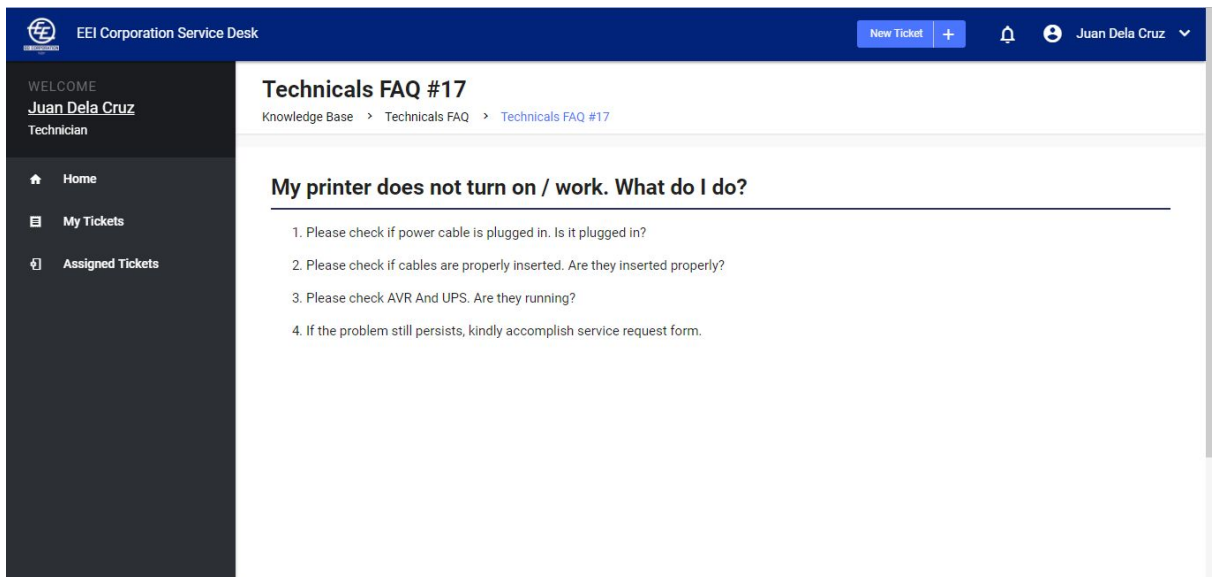 EEI Corporation Service Desk
New Ticket +
Juan Dela Cruz
WELCOME
Juan Dela Cruz
Technician
Home
My Tickets
Assigned Tickets
Technicals FAQ #17
Knowledge Base > Technicals FAQ > Technicals FAQ #17
My printer does not turn on / work. What do I do?
1. Please check if power cable is plugged in. Is it plugged in?
2. Please check if cables are properly inserted. Are they inserted properly?
3. Please check AVR And UPS. Are they running?
4. If the problem still persists, kindly accomplish service request form.